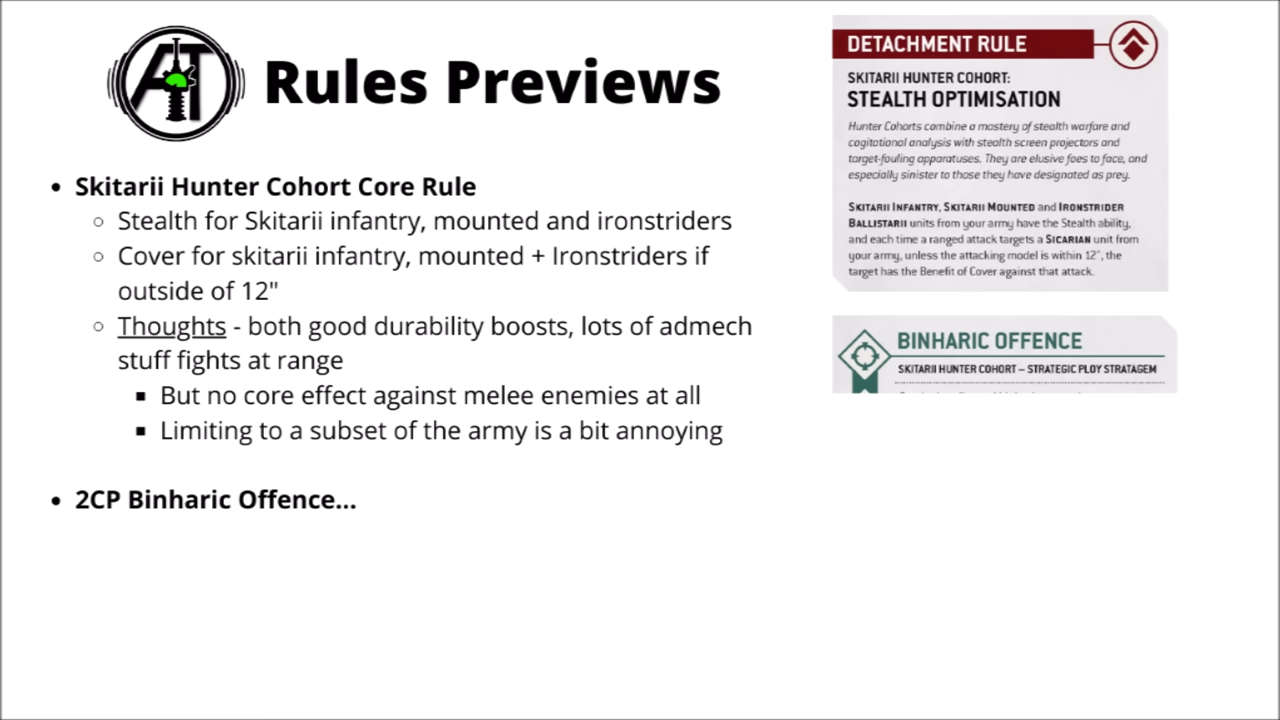 AT
Rules Previews
• Skitarii Hunter Cohort Core Rule
○ Stealth for Skitarii infantry, mounted and ironstriders
○ Cover for skitarii infantry, mounted + Ironstriders if
outside of 12"
○ Thoughts - both good durability boosts, lots of admech
stuff fights at range
▪ But no core effect against melee enemies at all
▪ Limiting to a subset of the army is a bit annoying
• 2CP Binharic Offence...
DETACHMENT RULE
SKITARII HUNTER COHORT:
STEALTH OPTIMISATION
Hunter Cohorts combine a mastery of stealth warfare and
cogitational analysis with stealth screen projectors and
target-fouling apparatuses. They are elusive foes to face, and
especially sinister to those they have designated as prey.
SKITARII INFANTRY, SKITARII MOUNTED and IRONSTRIDER
BALLISTARII units from your army have the Stealth ability,
and each time a ranged attack targets a SICARIAN unit from
your army, unless the attacking model is within 12", the
target has the Benefit of Cover against that attack.
BINHARIC OFFENCE
SKITARII HUNTER COHORT – STRATEGIC PLOY STRATAGEM